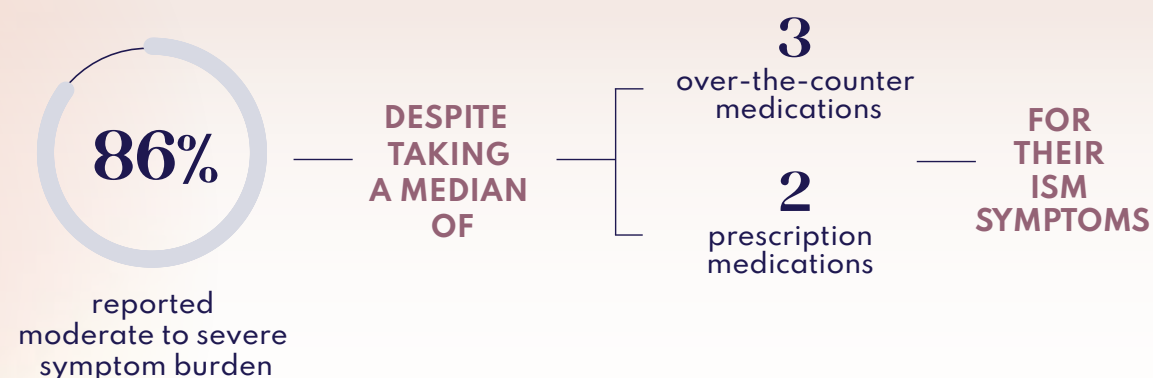 86%
reported
moderate to severe
symptom burden
DESPITE
TAKING
A MEDIAN
OF
3
over-the-counter
medications
2
prescription
medications
FOR
THEIR
ISM
SYMPTOMS